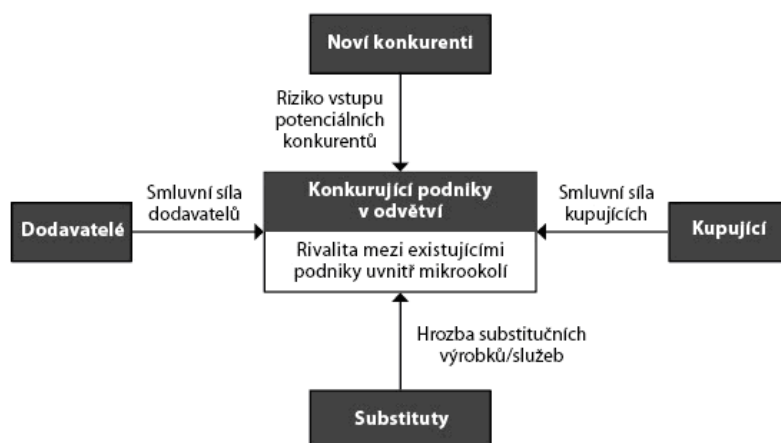 Noví konkurenti
Riziko vstupu
potenciálních
konkurentů
Smluvní síla
dodavatelů
Konkurující podniky
v odvětví
Smluvní síla
kupujících
Dodavatelé
Rivalita mezi existujícími
podniky uvnitř mikrookolí
Kupující
Hrozba substitučních
výrobků/služeb
Substituty